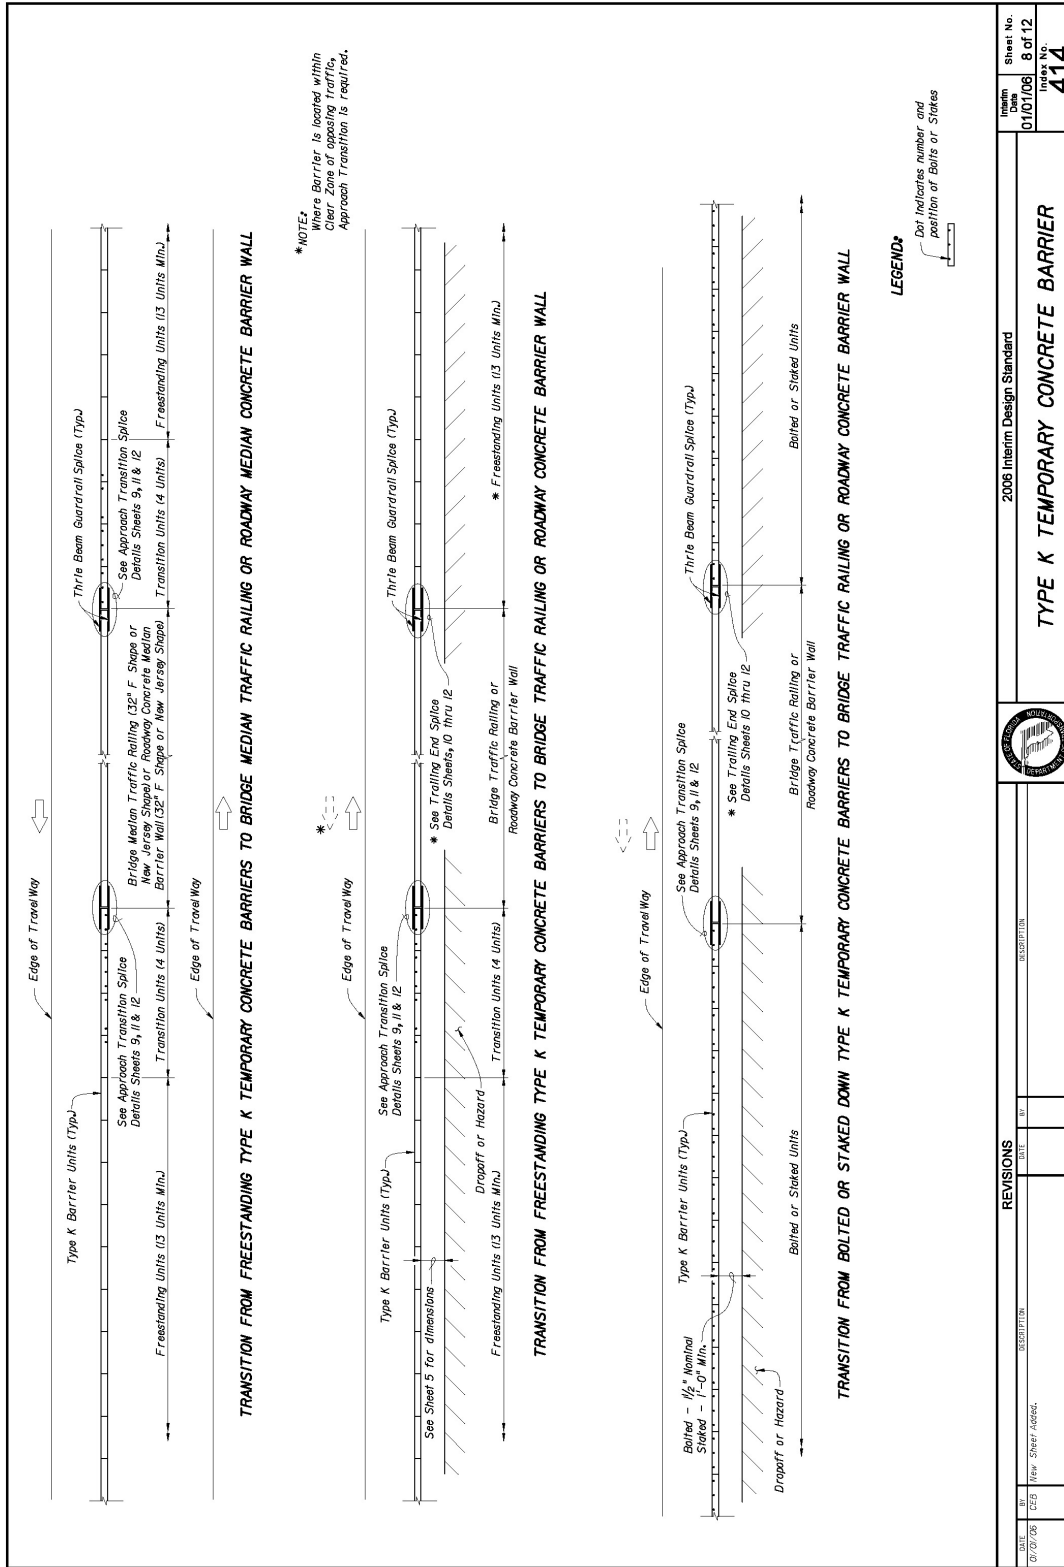 Edge of Travel Way
Type K Barrier Units (Typ.)
Thrie Beam Guardrail Splice (Typ.)
See Approach Transition Splice
Details Sheets 9, 11 & 12
Bridge Median Traffic Railing (32" F Shape or
New Jersey Shape) or Roadway Concrete Median
Barrier Wall (32" F Shape or New Jersey Shape)
See Approach Transition Splice
Details Sheets 9, 11 & 12
Freestanding Units (13 Units Min.)
Transition Units (4 Units)
Transition Units (4 Units)
Freestanding Units (13 Units Min.)
Edge of Travel Way
TRANSITION FROM FREESTANDING TYPE K TEMPORARY CONCRETE BARRIERS TO BRIDGE MEDIAN TRAFFIC RAILING OR ROADWAY MEDIAN CONCRETE BARRIER WALL
*NOTE:
Where Barrier is located within
Clear Zone of opposing traffic,
Approach Transition is required.
*
Edge of Travel Way
Type K Barrier Units (Typ.)
See Approach Transition Splice
Details Sheets 9, 11 & 12
Thrie Beam Guardrail Splice (Typ.)
See Sheet 5 for dimensions
* See Trailing End Splice
Details Sheets, 10 thru 12
Dropoff or Hazard
Freestanding Units (13 Units Min.)
Transition Units (4 Units)
Bridge Traffic Railing or
Roadway Concrete Barrier Wall
* Freestanding Units (13 Units Min.)
TRANSITION FROM FREESTANDING TYPE K TEMPORARY CONCRETE BARRIERS TO BRIDGE TRAFFIC RAILING OR ROADWAY CONCRETE BARRIER WALL
Edge of Travel Way
Bolted - 1½" Nominal
Staked - 1'-0" Min.
Type K Barrier Units (Typ.)
See Approach Transition Splice
Details Sheets 9, 11 & 12
Thrie Beam Guardrail Splice (Typ.)
* See Trailing End Splice
Details Sheets 10 thru 12
Dropoff or Hazard
Bolted or Staked Units
Bridge Traffic Railing or
Roadway Concrete Barrier Wall
Bolted or Staked Units
TRANSITION FROM BOLTED OR STAKED DOWN TYPE K TEMPORARY CONCRETE BARRIERS TO BRIDGE TRAFFIC RAILING OR ROADWAY CONCRETE BARRIER WALL
LEGEND:
Dot indicates number and
position of Bolts or Stakes
REVISIONS
DATE BY DESCRIPTION DATE BY DESCRIPTION
01/01/06 CEB New Sheet Added.
STATE OF FLORIDA DEPARTMENT OF TRANSPORTATION
2006 Interim Design Standard
TYPE K TEMPORARY CONCRETE BARRIER
Interim
Date
01/01/06
Sheet No.
8 of 12
Index No.
414